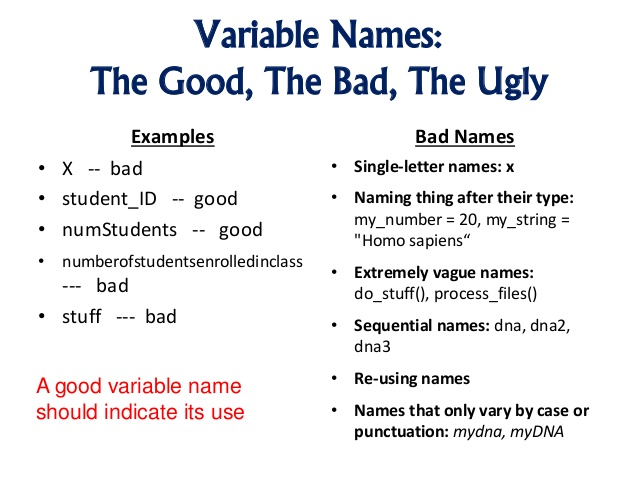 Variable Names:
The Good, The Bad, The Ugly
Examples
• X -- bad
• student_ID -- good
• numStudents -- good
• numberofstudentsenrolledinclass
--- bad
• stuff --- bad
A good variable name
should indicate its use
Bad Names
• Single-letter names: x
• Naming thing after their type:
my_number = 20, my_string =
"Homo sapiens“
• Extremely vague names:
do_stuff(), process_files()
• Sequential names: dna, dna2,
dna3
• Re-using names
• Names that only vary by case or
punctuation: mydna, myDNA